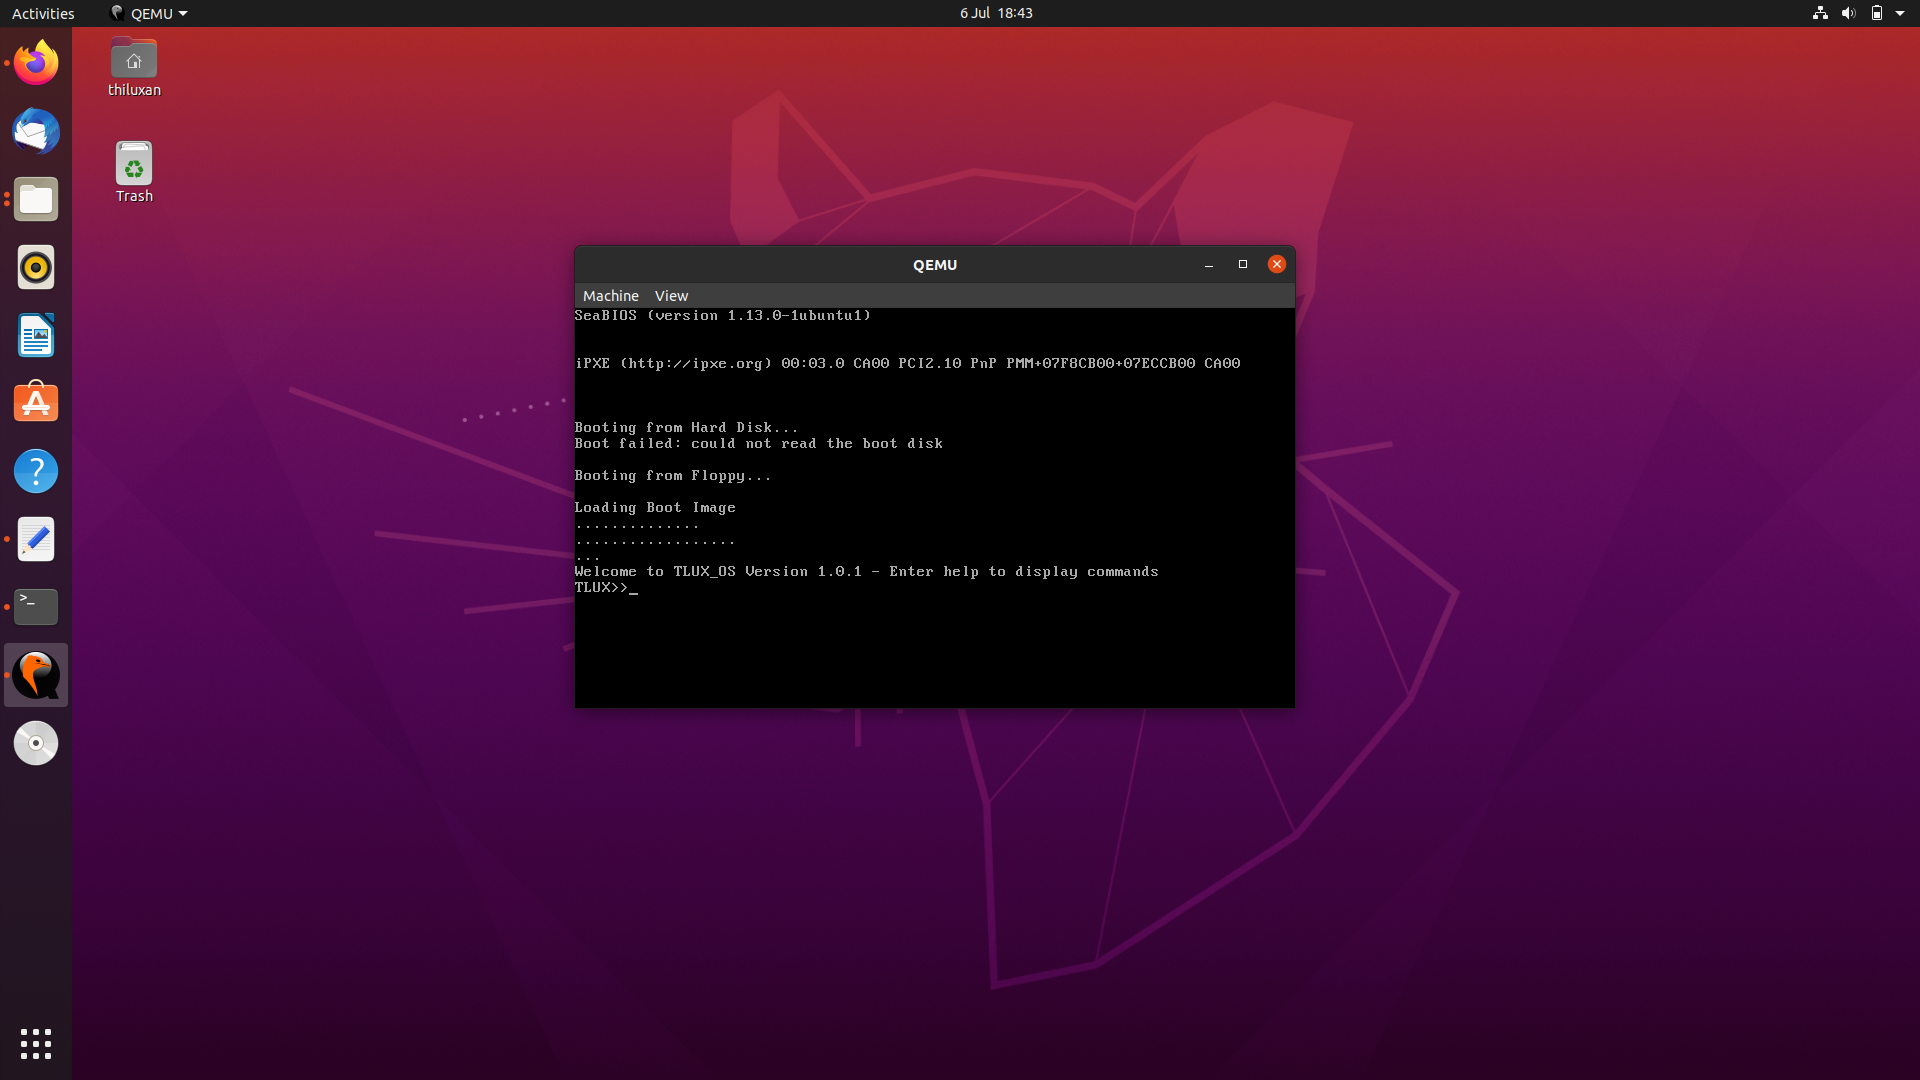 Activities
QEMU
6 Jul 18:43
thiluxan
Trash
QEMU
Machine View
SeaBIOS (version 1.13.0-1ubuntu1)
iPXE (http://ipxe.org) 00:03.0 CA00 PCI2.10 PnP PMM+07F8CB00+07ECCB00 CA00
Booting from Hard Disk...
Boot failed: could not read the boot disk
Booting from Floppy...
Loading Boot Image
..............
..................
...
Welcome to TLUX_OS Version 1.0.1 - Enter help to display commands
TLUX>>_